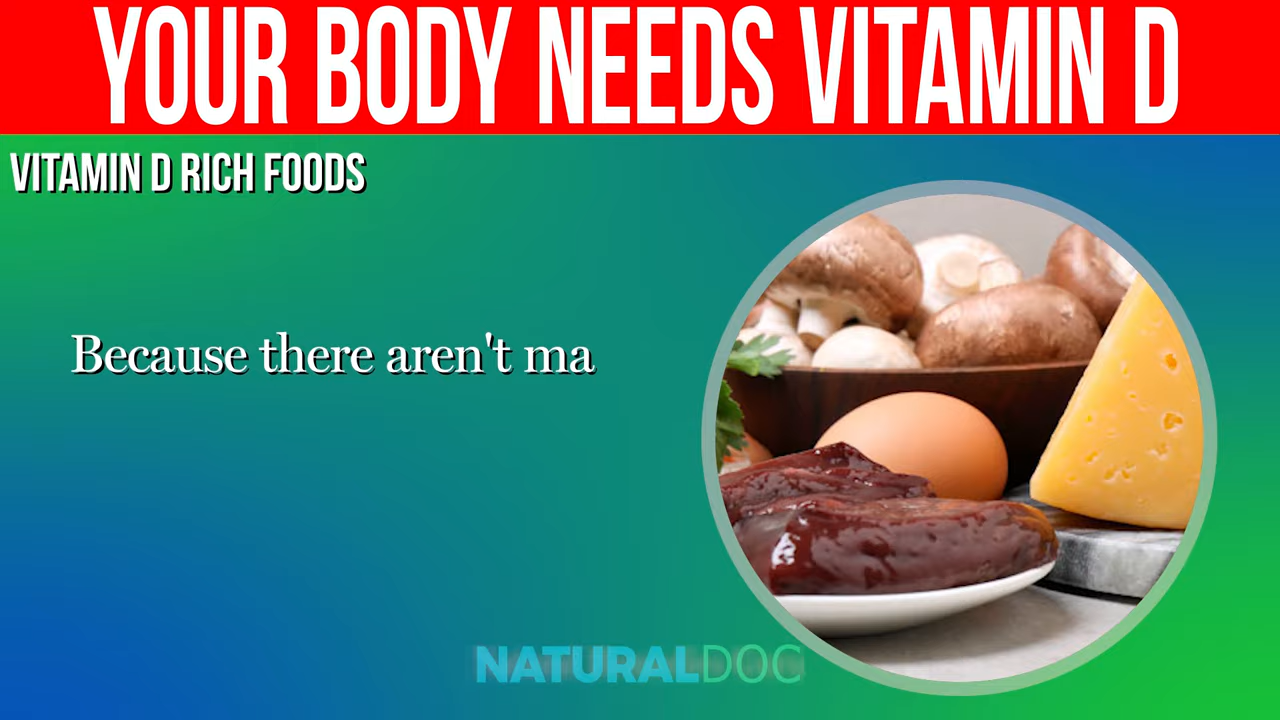 YOUR BODY NEEDS VITAMIN D
VITAMIN D RICH FOODS
Because there aren't ma
NATURALDOC